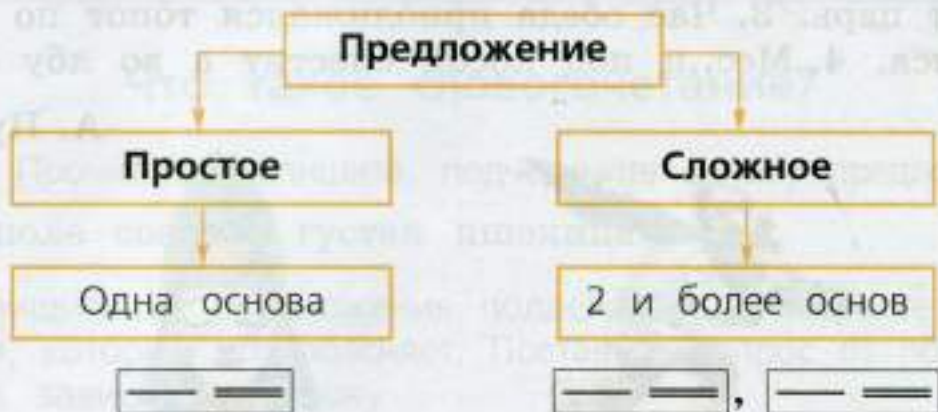 Предложение
Простое Сложное
Одна основа 2 и более основ
,